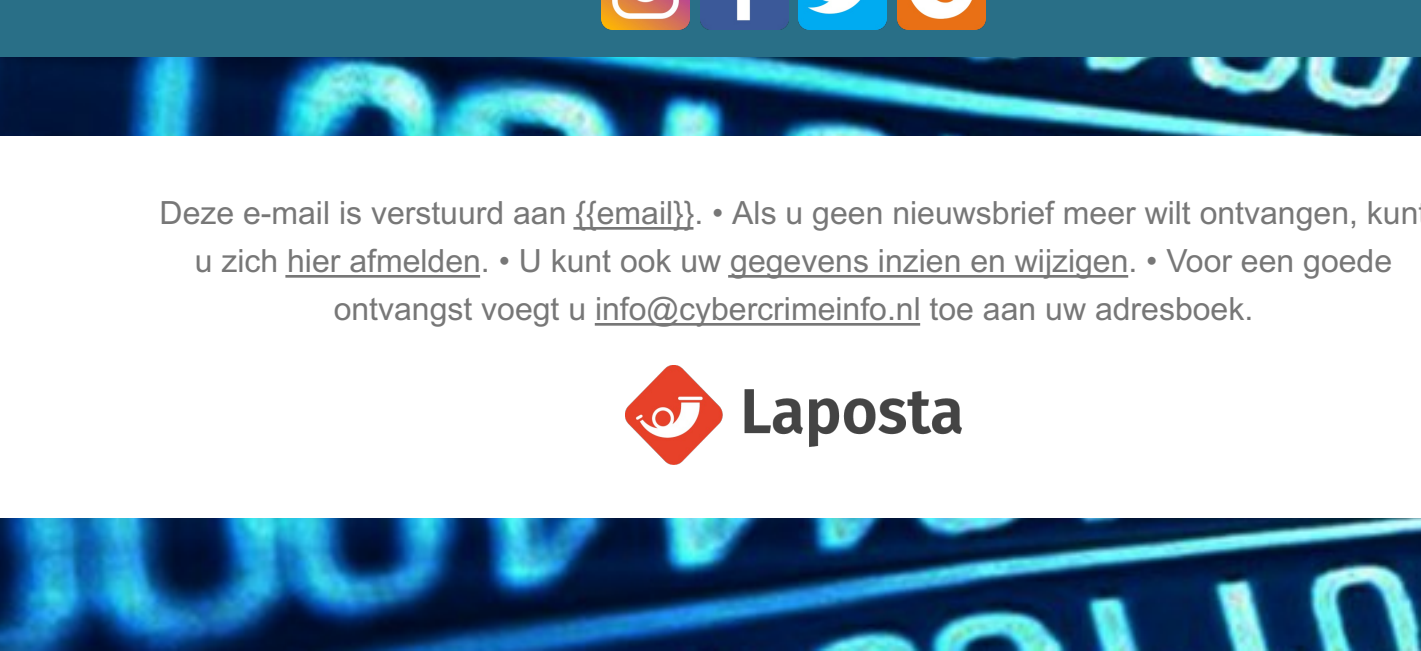 Deze e-mail is verstuurd aan {{email}}. • Als u geen nieuwsbrief meer wilt ontvangen, kunt
u zich hier afmelden. • U kunt ook uw gegevens inzien en wijzigen. • Voor een goede
ontvangst voegt u info@cybercrimeinfo.nl toe aan uw adresboek.
Laposta